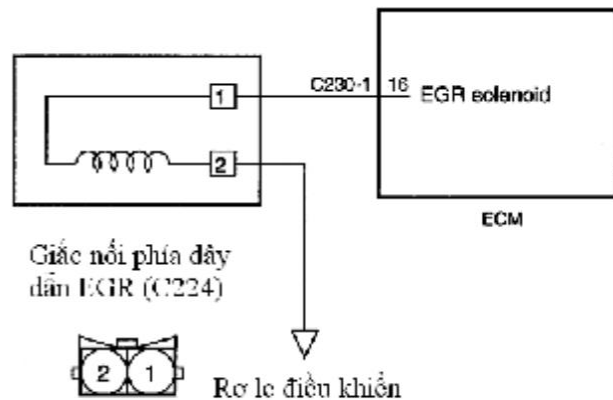 1 C230-1 16 EGR solenoid
2
ECM
Giắc nối phía dây
dẫn EGR (C224)
2 1
Rơ le điều khiển